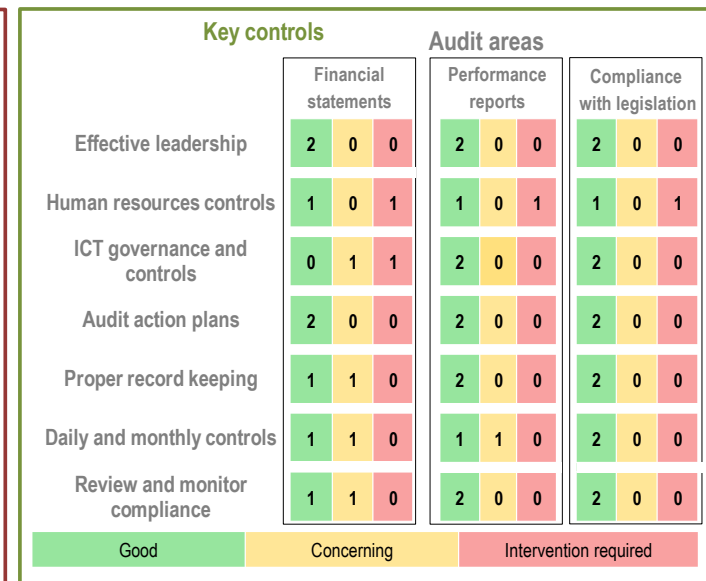 Key controls
Audit areas
Financial statements
Performance reports
Compliance with legislation
Effective leadership 2 0 0 2 0 0 2 0 0
Human resources controls 1 0 1 1 0 1 1 0 1
ICT governance and controls 0 1 1 2 0 0 2 0 0
Audit action plans 2 0 0 2 0 0 2 0 0
Proper record keeping 1 1 0 2 0 0 2 0 0
Daily and monthly controls 1 1 0 1 1 0 2 0 0
Review and monitor compliance 1 1 0 2 0 0 2 0 0
Good Concerning Intervention required